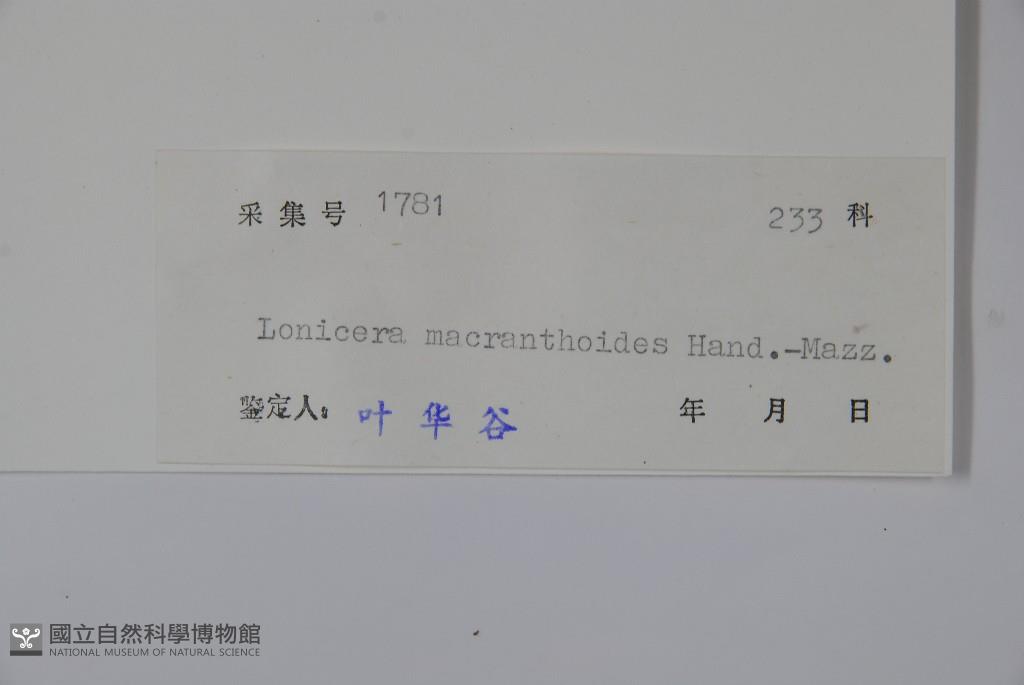 采集号 1781 233 科
Lonicera macranthoides Hand.-Mazz.
鉴定人: 叶华谷 年 月 日
國立自然科學博物館
NATIONAL MUSEUM OF NATURAL SCIENCE